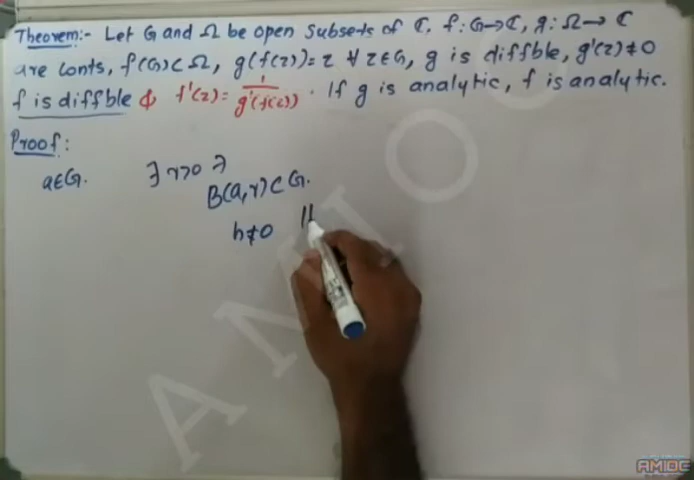 Theorem:- Let G and Ω be open subsets of ℂ. f:G→ℂ, g:Ω→ℂ
are conts, f(G)⊂Ω, g(f(z))=z ∀ z∈G, g is diffble, g'(z)≠0
f is diffble & f'(z)= 1/g'(f(z)) . If g is analytic, f is analytic.
Proof:
a∈G. ∃ r>0 ∋
B(a,r)⊂G.
h≠0
AMIOC